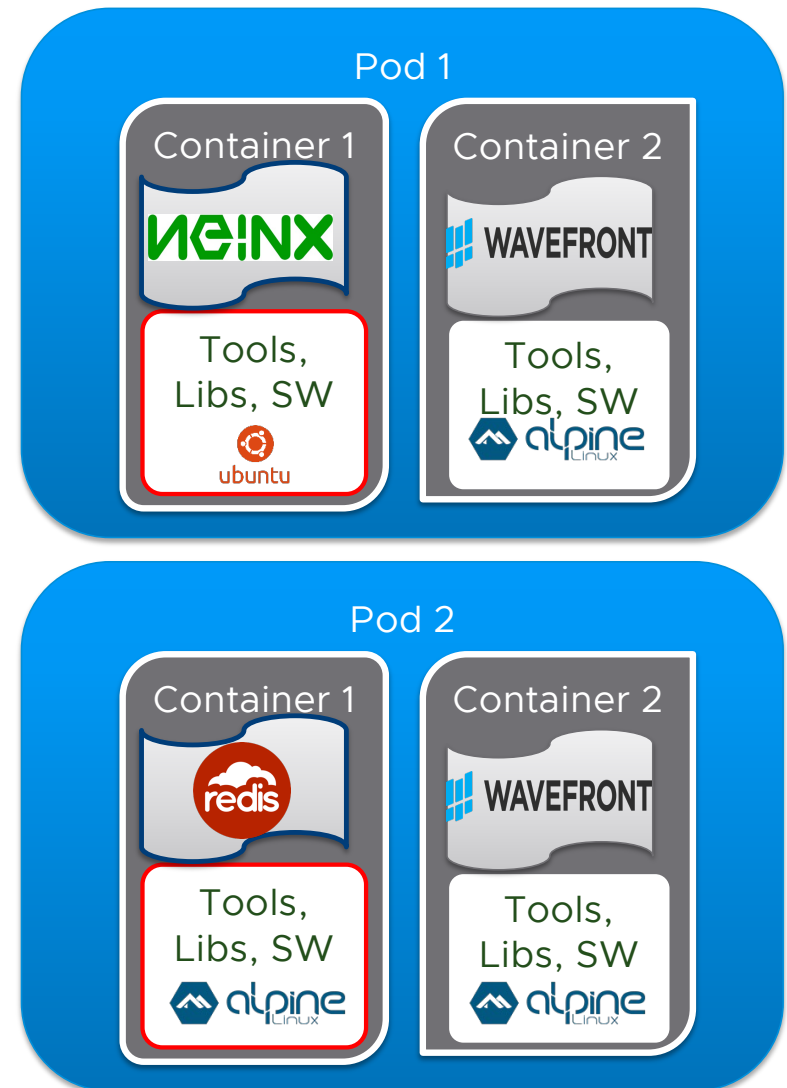 Pod 1
Container 1
NGINX
Tools,
Libs, SW
ubuntu
Container 2
WAVEFRONT
Tools,
Libs, SW
alpine
Linux
Pod 2
Container 1
redis
Tools,
Libs, SW
alpine
Linux
Container 2
WAVEFRONT
Tools,
Libs, SW
alpine
Linux